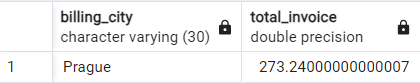 billing_city total_invoice
character varying (30) double precision
1 Prague 273.24000000000007